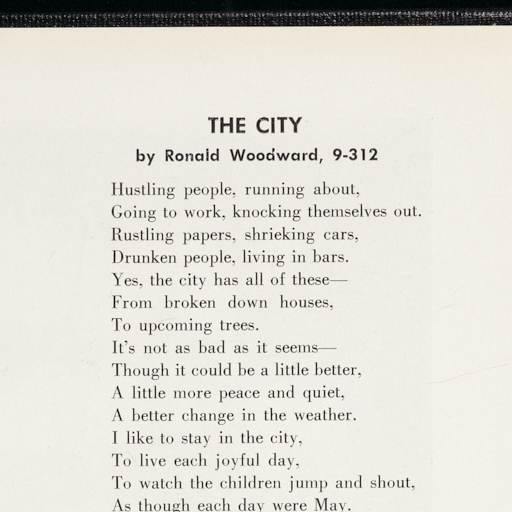 THE CITY
by Ronald Woodward, 9-312
Hustling people, running about,
Going to work, knocking themselves out.
Rustling papers, shrieking cars,
Drunken people, living in bars.
Yes, the city has all of these—
From broken down houses,
To upcoming trees.
It's not as bad as it seems—
Though it could be a little better,
A little more peace and quiet,
A better change in the weather.
I like to stay in the city,
To live each joyful day,
To watch the children jump and shout,
As though each day were May.